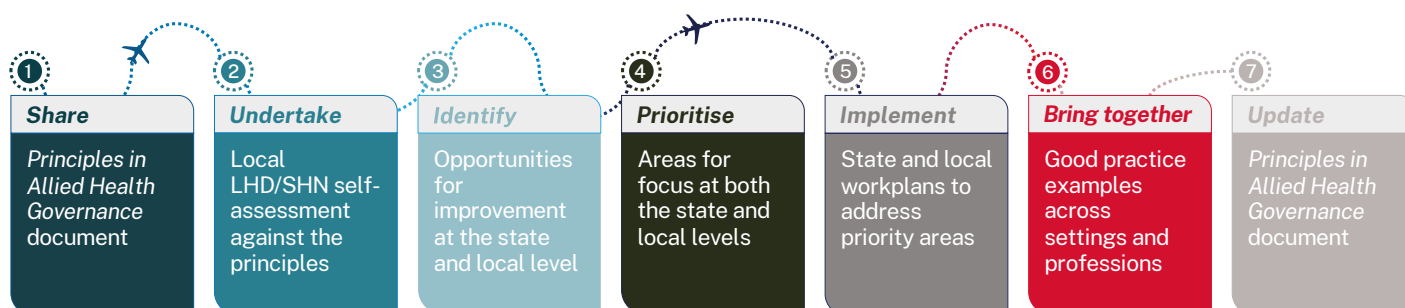 1
Share
Principles in
Allied Health
Governance
document
2
Undertake
Local
LHD/SHN self-
assessment
against the
principles
3
Identify
Opportunities
for
improvement
at the state
and local level
4
Prioritise
Areas for
focus at both
the state and
local levels
5
Implement
State and local
workplans to
address
priority areas
6
Bring together
Good practice
examples
across
settings and
professions
7
Update
Principles in
Allied Health
Governance
document